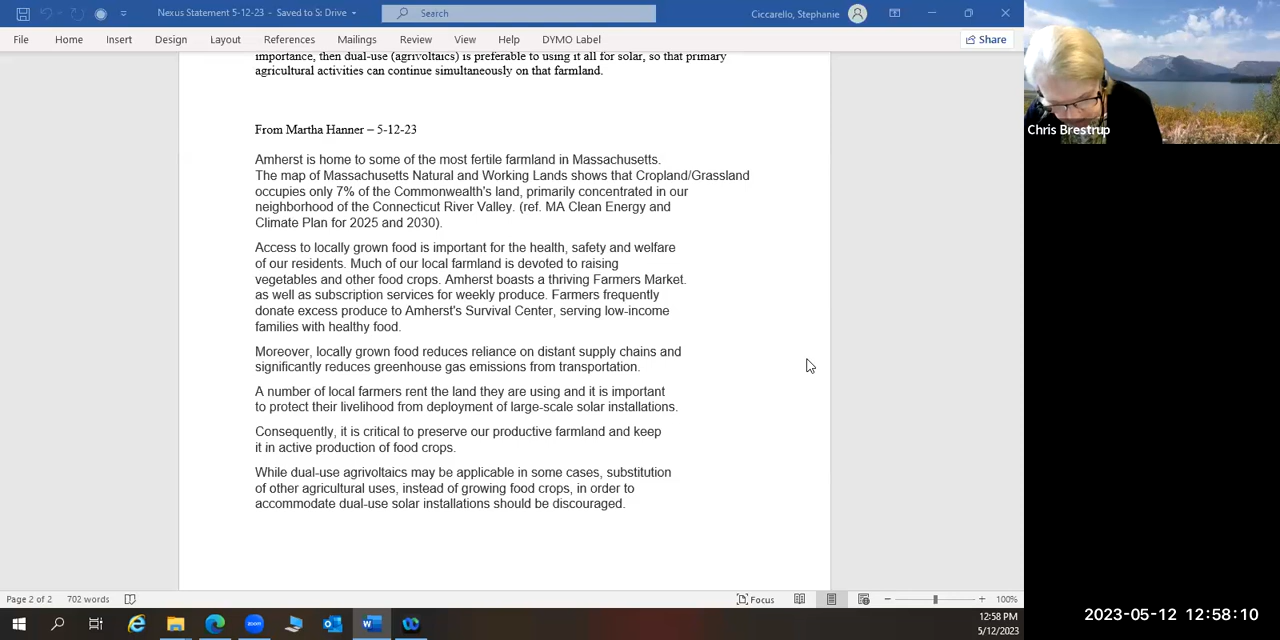 Nexus Statement 5-12-23 - Saved to S: Drive
Search
Ciccarello, Stephanie
File Home Insert Design Layout References Mailings Review View Help DYMO Label Share
importance, then dual-use (agrivoltaics) is preferable to using it all for solar, so that primary
agricultural activities can continue simultaneously on that farmland.
From Martha Hanner – 5-12-23
Amherst is home to some of the most fertile farmland in Massachusetts.
The map of Massachusetts Natural and Working Lands shows that Cropland/Grassland
occupies only 7% of the Commonwealth's land, primarily concentrated in our
neighborhood of the Connecticut River Valley. (ref. MA Clean Energy and
Climate Plan for 2025 and 2030).
Access to locally grown food is important for the health, safety and welfare
of our residents. Much of our local farmland is devoted to raising
vegetables and other food crops. Amherst boasts a thriving Farmers Market.
as well as subscription services for weekly produce. Farmers frequently
donate excess produce to Amherst's Survival Center, serving low-income
families with healthy food.
Moreover, locally grown food reduces reliance on distant supply chains and
significantly reduces greenhouse gas emissions from transportation.
A number of local farmers rent the land they are using and it is important
to protect their livelihood from deployment of large-scale solar installations.
Consequently, it is critical to preserve our productive farmland and keep
it in active production of food crops.
While dual-use agrivoltaics may be applicable in some cases, substitution
of other agricultural uses, instead of growing food crops, in order to
accommodate dual-use solar installations should be discouraged.
Page 2 of 2 702 words
Focus
100%
zoom
12:58 PM
5/12/2023
Chris Brestrup
2023-05-12 12:58:10